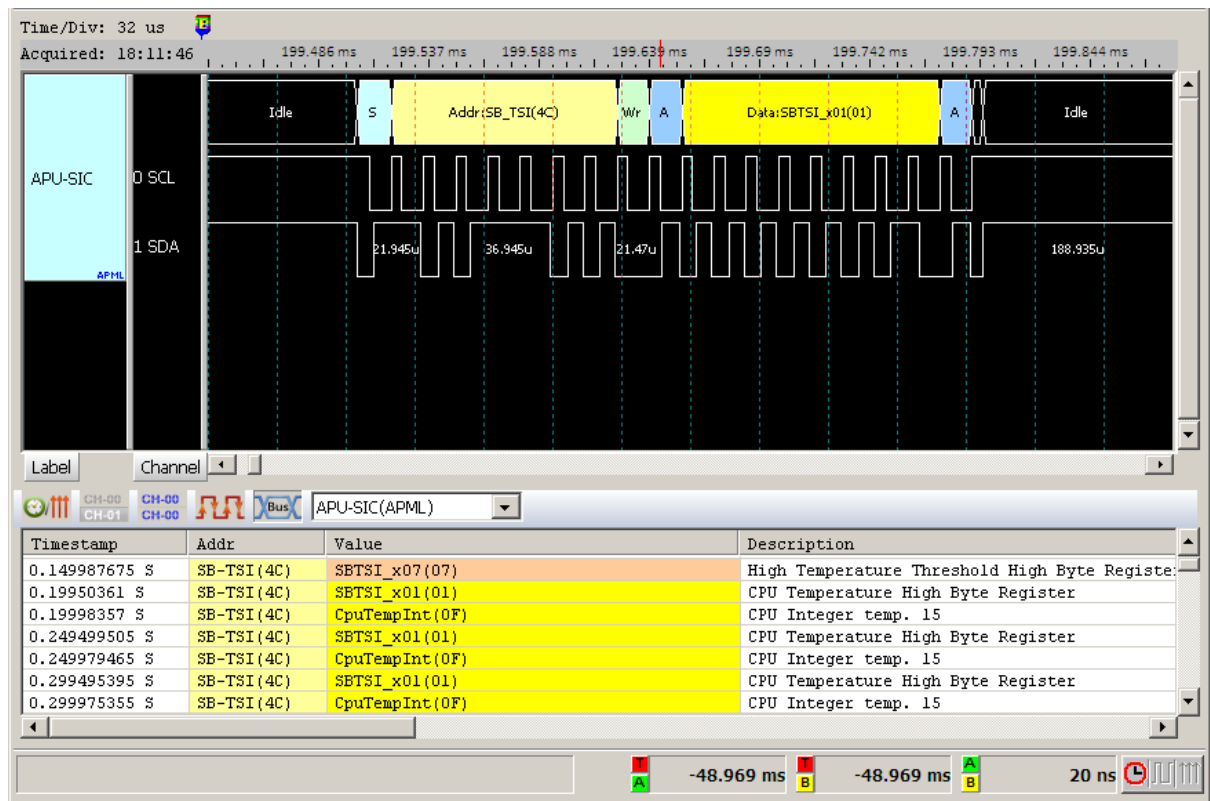 Time/Div: 32 us B
Acquired: 18:11:46 199.486 ms 199.537 ms 199.588 ms 199.639 ms 199.69 ms 199.742 ms 199.793 ms 199.844 ms
Idle S Addr:SB_TSI(4C) Wr A Data:SBTSI_x01(01) A Idle
APU-SIC 0 SCL
1 SDA 21.945u 36.945u 21.47u 188.935u
APML
Label Channel
CH-00 CH-01 CH-00 CH-00 Bus APU-SIC(APML)
Timestamp Addr Value Description
0.149987675 S SB-TSI(4C) SBTSI_x07(07) High Temperature Threshold High Byte Registe:
0.19950361 S SB-TSI(4C) SBTSI_x01(01) CPU Temperature High Byte Register
0.19998357 S SB-TSI(4C) CpuTempInt(0F) CPU Integer temp. 15
0.249499505 S SB-TSI(4C) SBTSI_x01(01) CPU Temperature High Byte Register
0.249979465 S SB-TSI(4C) CpuTempInt(0F) CPU Integer temp. 15
0.299495395 S SB-TSI(4C) SBTSI_x01(01) CPU Temperature High Byte Register
0.299975355 S SB-TSI(4C) CpuTempInt(0F) CPU Integer temp. 15
T A -48.969 ms T B -48.969 ms A B 20 ns